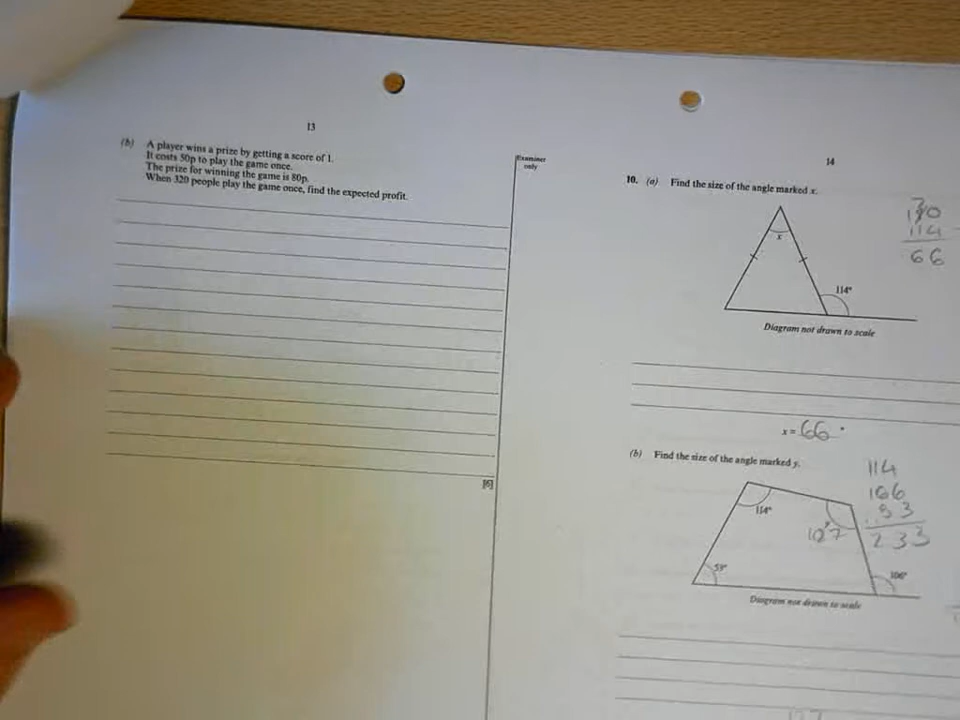 13
(b) A player wins a prize by getting a score of 1.
It costs 50p to play the game once.
The prize for winning the game is 80p.
When 320 people play the game once, find the expected profit.
[6]
Examiner
only
14
10. (a) Find the size of the angle marked x.
114
66
x
114°
Diagram not drawn to scale
x = 66°
(b) Find the size of the angle marked y.
114
166
53
233
114°
107
53°
106°
Diagram not drawn to scale